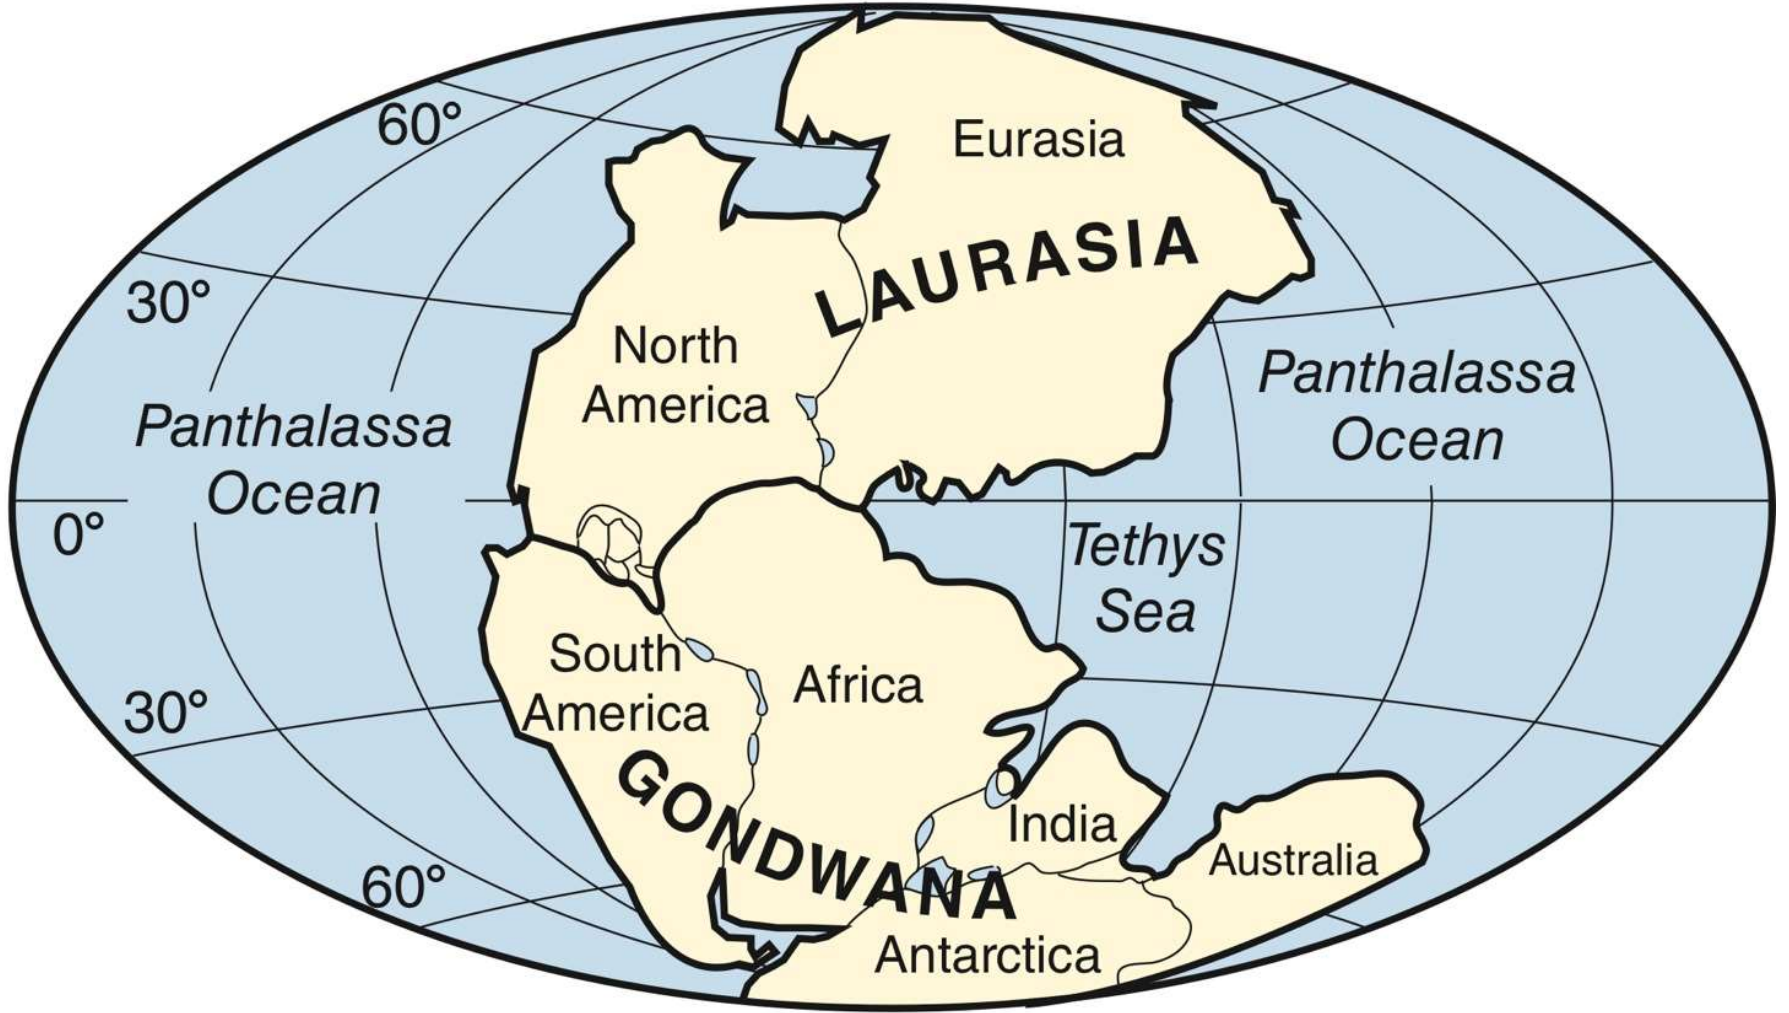 60°
Eurasia
LAURASIA
30°
North
America
Panthalassa
Ocean
Panthalassa
Ocean
0°
Tethys
Sea
South
America
Africa
30°
GONDWANA
India
Australia
60°
Antarctica